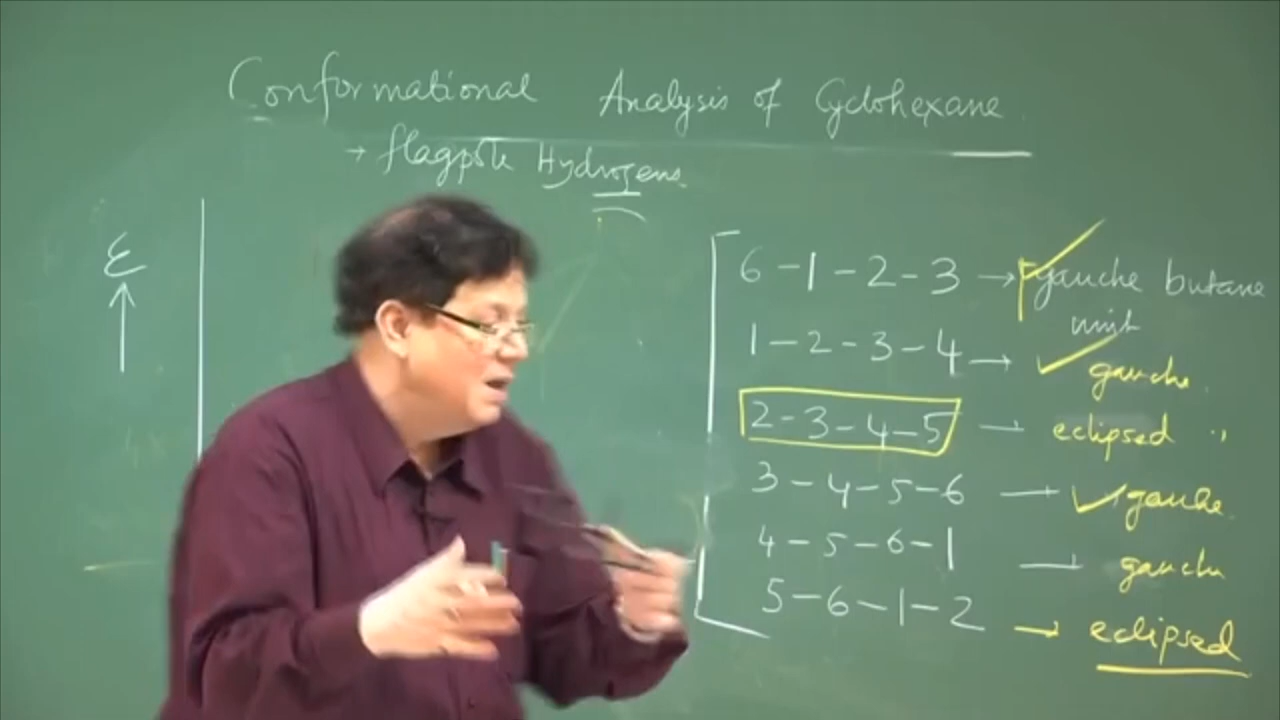 Conformational Analysis of Cyclohexane
→ flagpole Hydrogens
ε
6-1-2-3 → gauche butane
unit
1-2-3-4 → gauche
2-3-4-5 → eclipsed "
3-4-5-6 → gauche
4-5-6-1 — gauche
5-6-1-2 → eclipsed